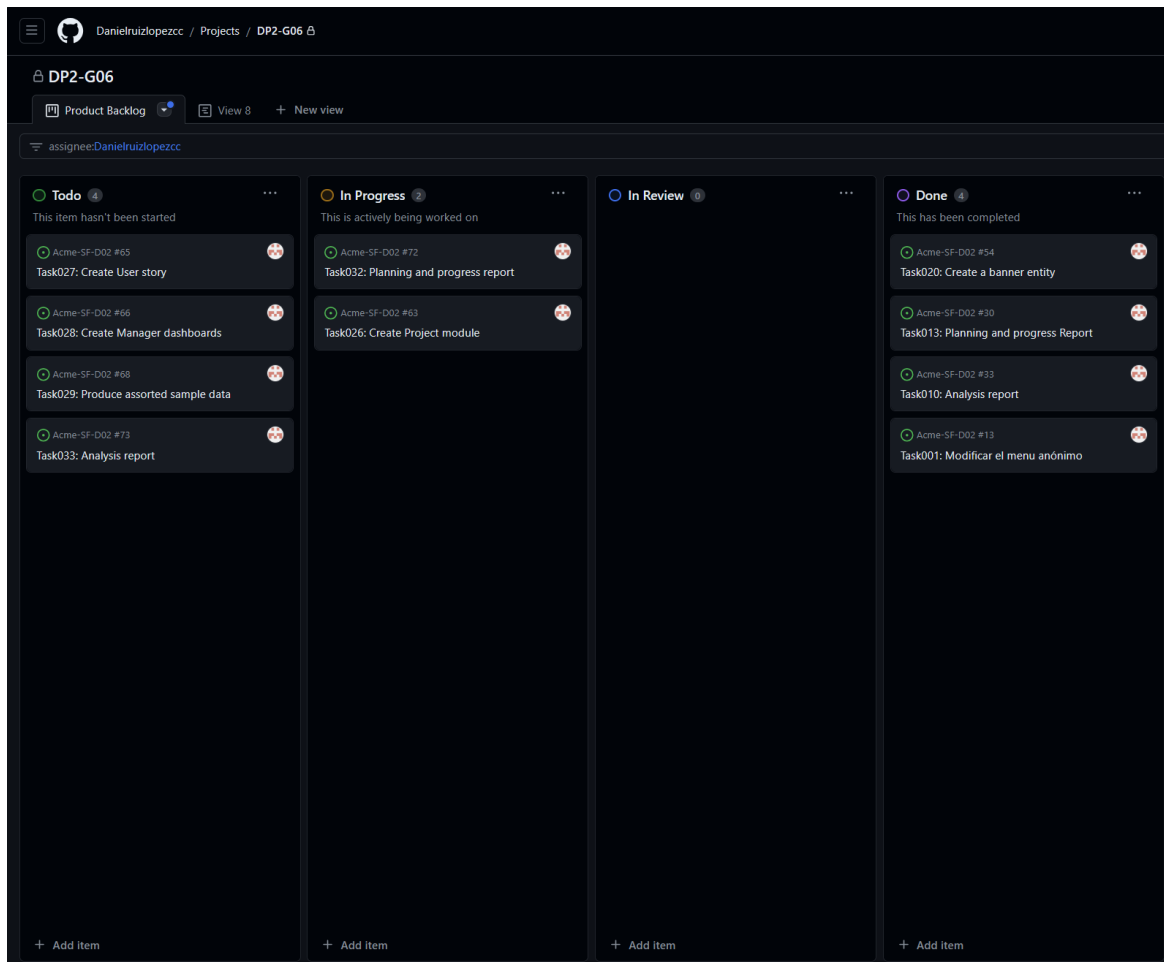 Danielruizlopezcc / Projects / DP2-G06
DP2-G06
Product Backlog View 8 + New view
assignee:Danielruizlopezcc
Todo 4
This item hasn't been started
Acme-SF-D02 #65
Task027: Create User story
Acme-SF-D02 #66
Task028: Create Manager dashboards
Acme-SF-D02 #68
Task029: Produce assorted sample data
Acme-SF-D02 #73
Task033: Analysis report
+ Add item
In Progress 2
This is actively being worked on
Acme-SF-D02 #72
Task032: Planning and progress report
Acme-SF-D02 #63
Task026: Create Project module
+ Add item
In Review 0
+ Add item
Done 4
This has been completed
Acme-SF-D02 #54
Task020: Create a banner entity
Acme-SF-D02 #30
Task013: Planning and progress Report
Acme-SF-D02 #33
Task010: Analysis report
Acme-SF-D02 #13
Task001: Modificar el menu anónimo
+ Add item